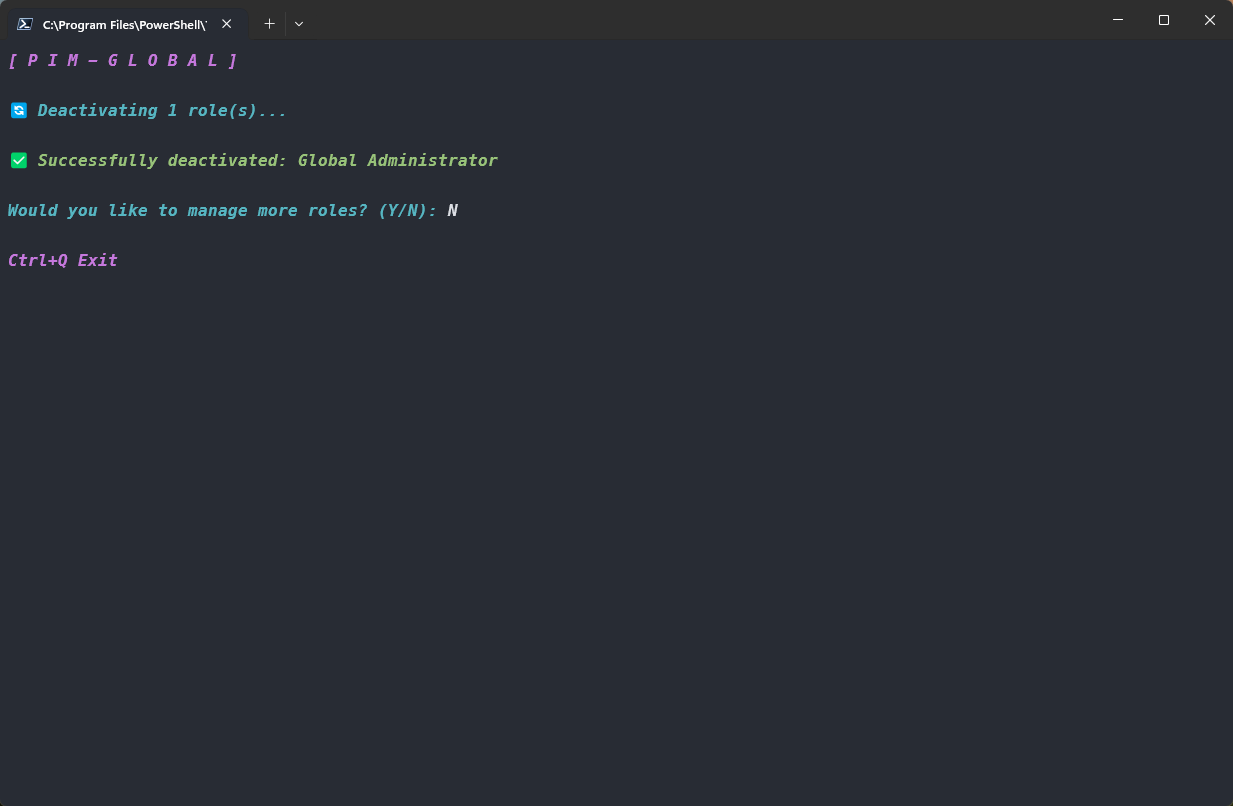 C:\Program Files\PowerShell\
[ P I M – G L O B A L ]
🔄 Deactivating 1 role(s)...
✅ Successfully deactivated: Global Administrator
Would you like to manage more roles? (Y/N): N
Ctrl+Q Exit